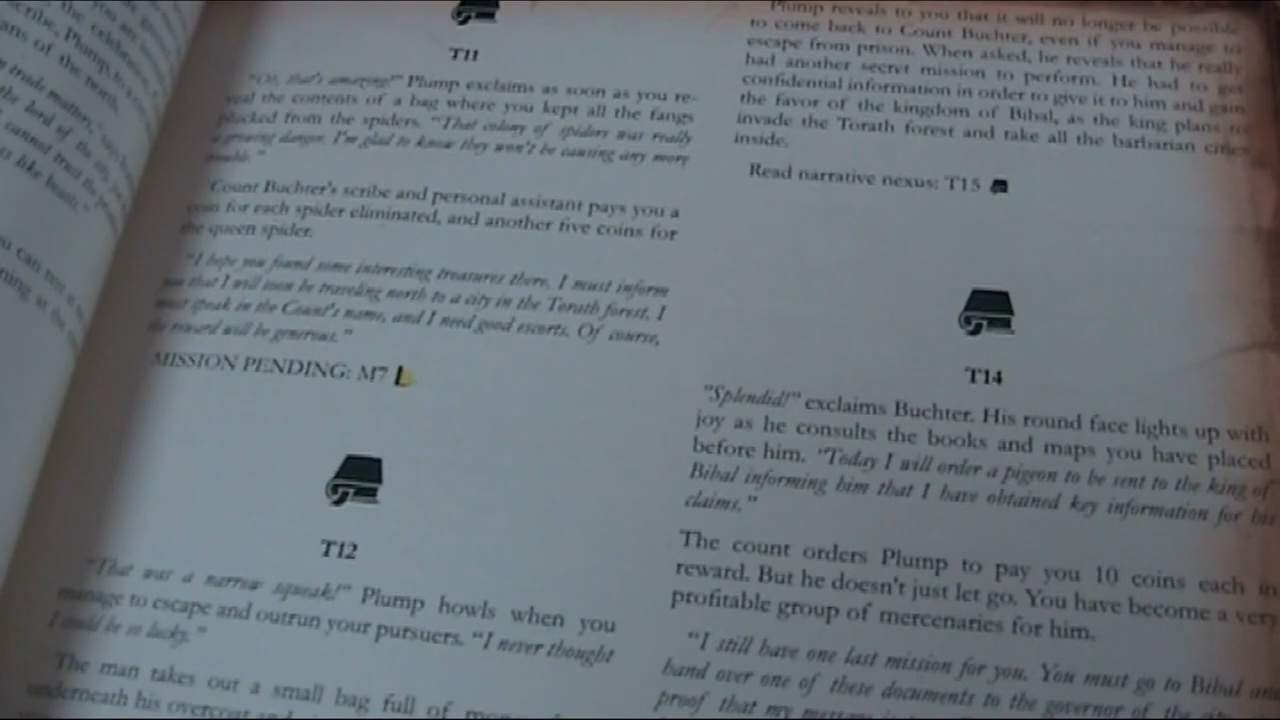 T11
"Oh, that's amazing!" Plump exclaims as soon as you re-
veal the contents of a bag where you kept all the fangs
plucked from the spiders. "That colony of spiders was really
a growing danger. I'm glad to know they won't be causing any more
trouble."
Count Buchter's scribe and personal assistant pays you a
coin for each spider eliminated, and another five coins for
the queen spider.
"I hope you found some interesting treasures there. I must inform
you that I will soon be traveling north to a city in the Torath forest. I
must speak in the Count's name, and I need good escorts. Of course,
the reward will be generous."
MISSION PENDING: M7
T12
"That was a narrow squeak!" Plump howls when you
manage to escape and outrun your pursuers. "I never thought
I could be so lucky."
The man takes out a small bag full of
underneath his overcoat and
Plump reveals to you that it will no longer be possible
to come back to Count Buchter, even if you manage to
escape from prison. When asked, he reveals that he really
had another secret mission to perform. He had to get
confidential information in order to give it to him and gain
the favor of the kingdom of Bibal, as the king plans to
invade the Torath forest and take all the barbarian cities
inside.
Read narrative nexus: T15
T14
"Splendid!" exclaims Buchter. His round face lights up with
joy as he consults the books and maps you have placed
before him. "Today I will order a pigeon to be sent to the king of
Bibal informing him that I have obtained key information for his
claims."
The count orders Plump to pay you 10 coins each in
reward. But he doesn't just let go. You have become a very
profitable group of mercenaries for him.
"I still have one last mission for you. You must go to Bibal and
hand over one of these documents to the governor of the city
proof that my